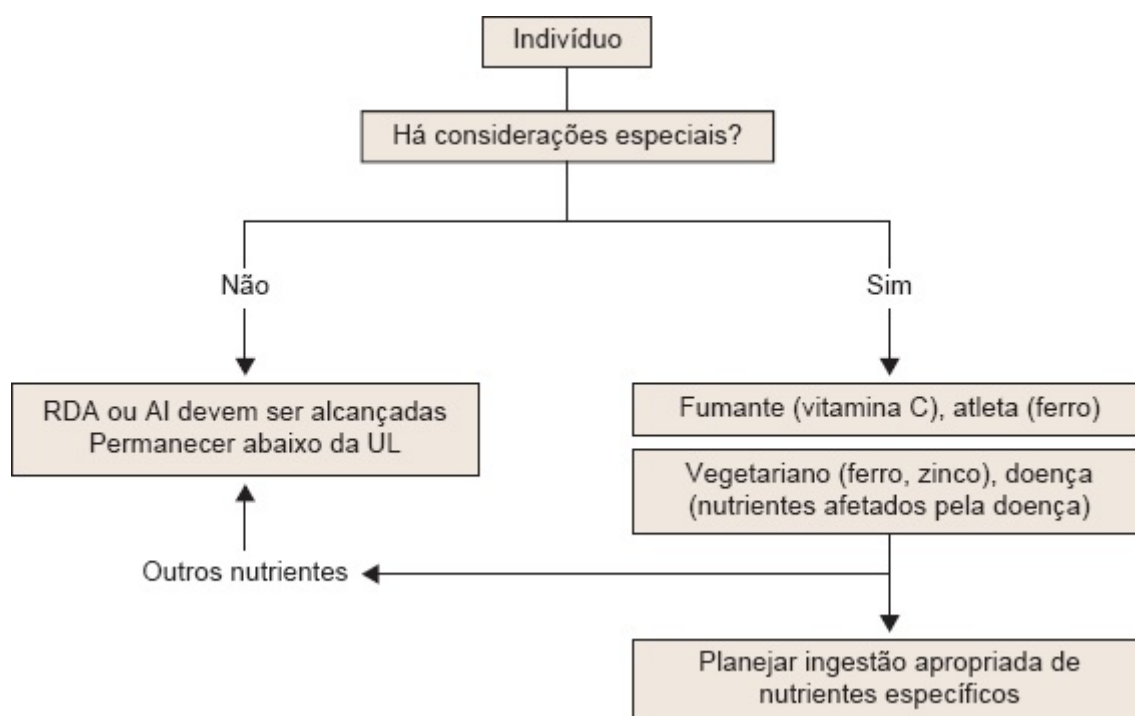 Indivíduo
Há considerações especiais?
Não
Sim
RDA ou AI devem ser alcançadas
Permanecer abaixo da UL
Fumante (vitamina C), atleta (ferro)
Vegetariano (ferro, zinco), doença
(nutrientes afetados pela doença)
Outros nutrientes
Planejar ingestão apropriada de
nutrientes específicos